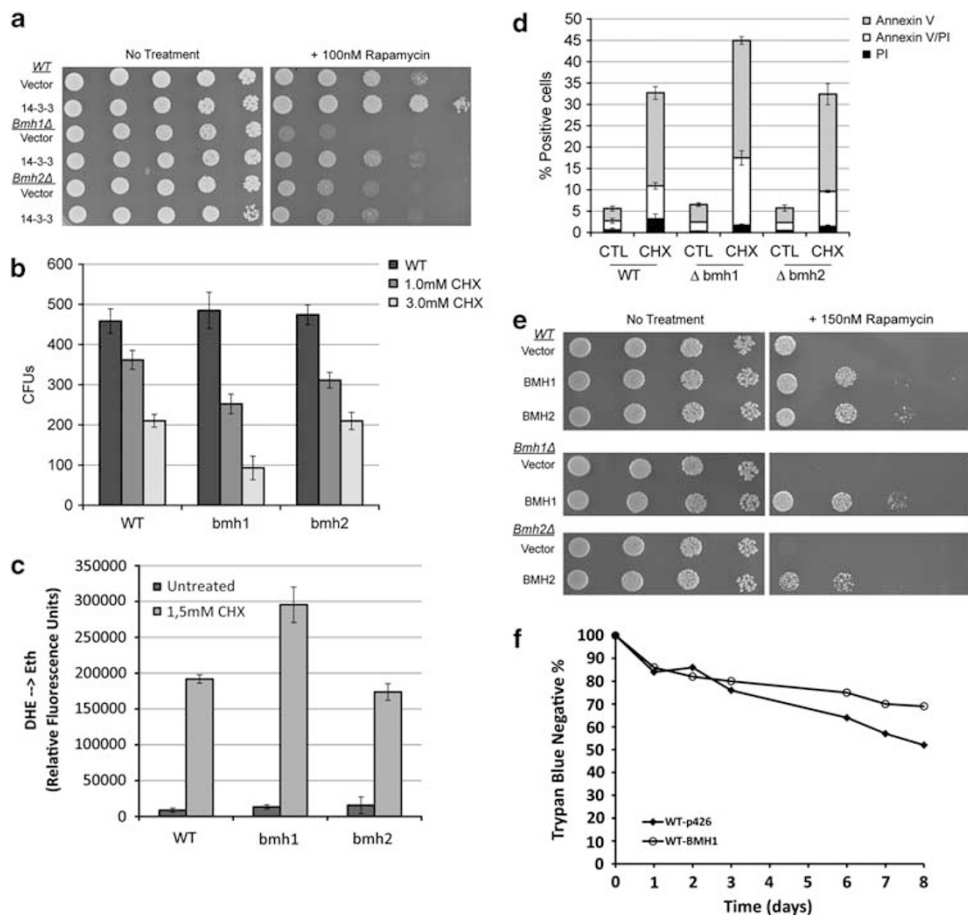 a
No Treatment
+ 100nM Rapamycin
WT
Vector
14-3-3
Bmh1Δ
Vector
14-3-3
Bmh2Δ
Vector
14-3-3
b
600
500
400
300
200
100
0
CFUs
WT
1.0mM CHX
3.0mM CHX
WT
bmh1
bmh2
c
350000
300000
250000
200000
150000
100000
50000
0
DHE --> Eth
(Relative Fluorescence Units)
Untreated
1,5mM CHX
WT
bmh1
bmh2
d
50
45
40
35
30
25
20
15
10
5
0
% Positive cells
Annexin V
Annexin V/PI
PI
CTL CHX CTL CHX CTL CHX
WT
Δ bmh1
Δ bmh2
e
No Treatment
+ 150nM Rapamycin
WT
Vector
BMH1
BMH2
Bmh1Δ
Vector
BMH1
Bmh2Δ
Vector
BMH2
f
100
90
80
70
60
50
40
30
20
10
0
Trypan Blue Negative %
WT-p426
WT-BMH1
0 1 2 3 4 5 6 7 8
Time (days)